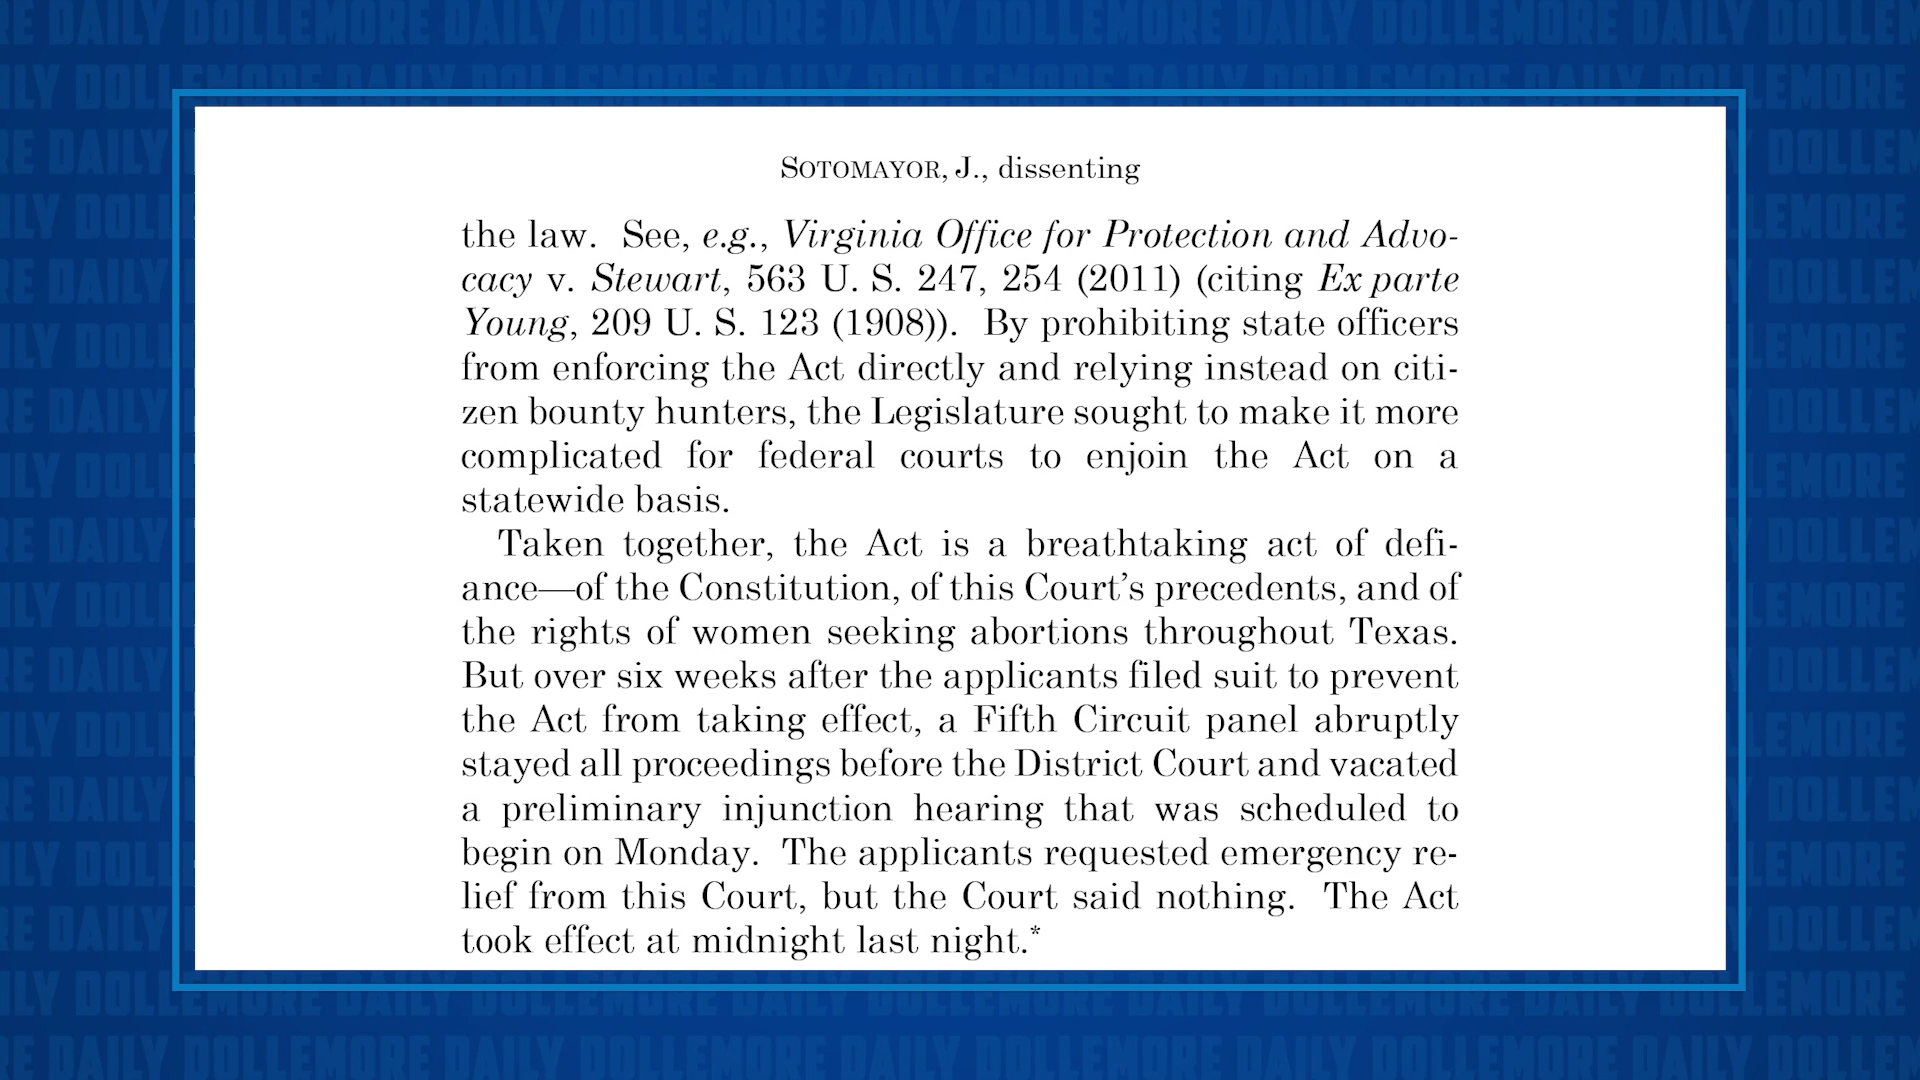 SOTOMAYOR, J., dissenting
the law.  See, e.g., Virginia Office for Protection and Advo-
cacy v. Stewart, 563 U. S. 247, 254 (2011) (citing Ex parte
Young, 209 U. S. 123 (1908)).  By prohibiting state officers
from enforcing the Act directly and relying instead on citi-
zen bounty hunters, the Legislature sought to make it more
complicated for federal courts to enjoin the Act on a
statewide basis.
Taken together, the Act is a breathtaking act of defi-
ance—of the Constitution, of this Court’s precedents, and of
the rights of women seeking abortions throughout Texas.
But over six weeks after the applicants filed suit to prevent
the Act from taking effect, a Fifth Circuit panel abruptly
stayed all proceedings before the District Court and vacated
a preliminary injunction hearing that was scheduled to
begin on Monday.  The applicants requested emergency re-
lief from this Court, but the Court said nothing.  The Act
took effect at midnight last night.*